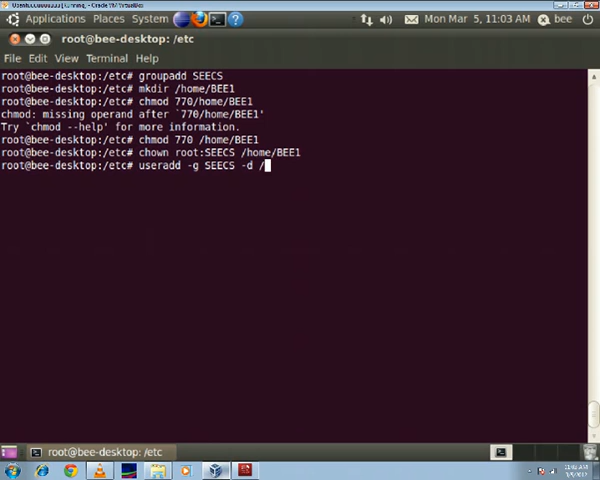 Applications Places System
Mon Mar 5, 11:03 AM
bee
root@bee-desktop: /etc
File Edit View Terminal Help
root@bee-desktop:/etc# groupadd SEECS
root@bee-desktop:/etc# mkdir /home/BEE1
root@bee-desktop:/etc# chmod 770/home/BEE1
chmod: missing operand after `770/home/BEE1'
Try `chmod --help' for more information.
root@bee-desktop:/etc# chmod 770 /home/BEE1
root@bee-desktop:/etc# chown root:SEECS /home/BEE1
root@bee-desktop:/etc# useradd -g SEECS -d /
root@bee-desktop: /etc
11:03 AM